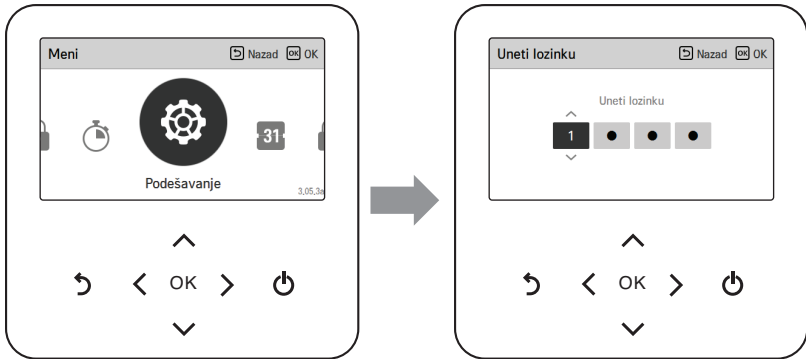 Meni Nazad OK OK
31
Podešavanje
3,05,3a
OK
Uneti lozinku Nazad OK OK
Uneti lozinku
1
OK